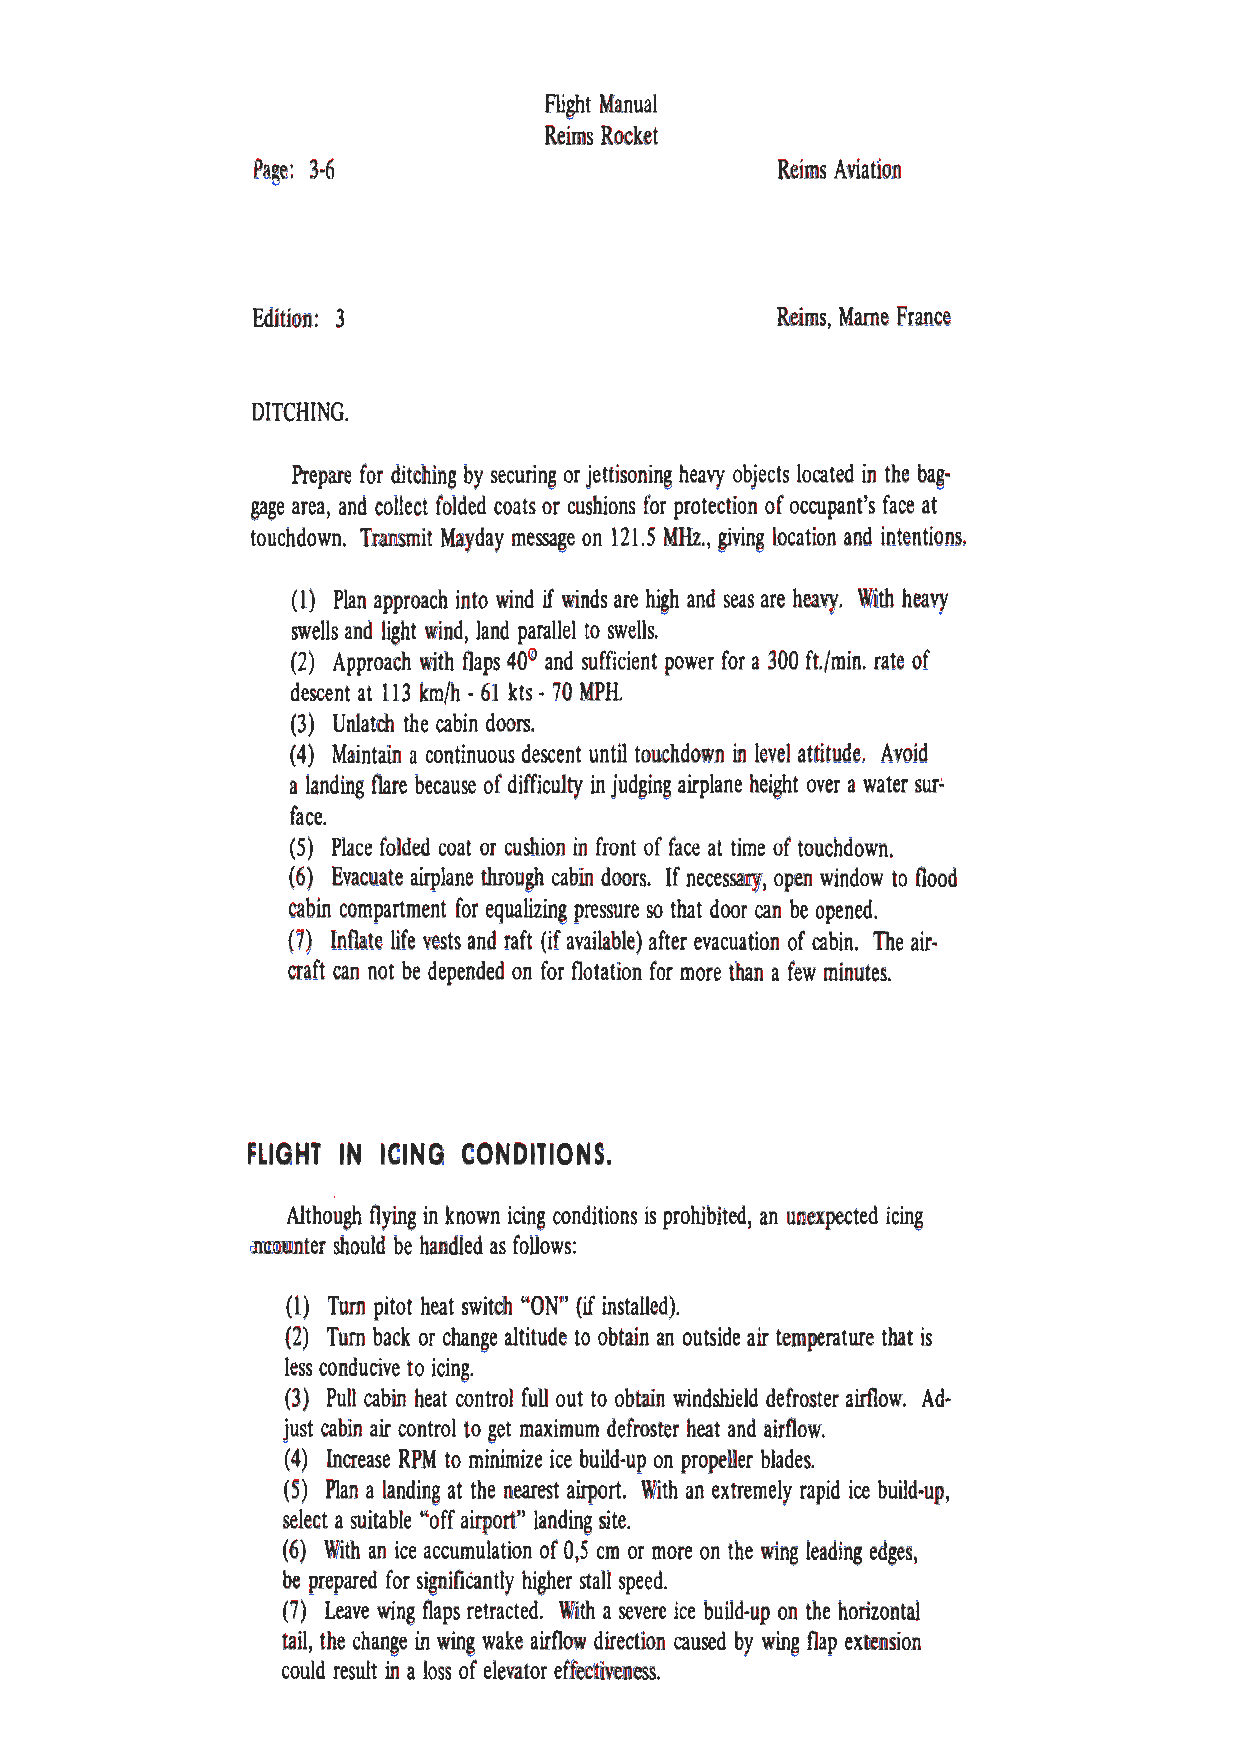 Flight Manual
Reims Rocket
Page: 3-6 Reims Aviation
Edition: 3 Reims, Marne France
DITCHING.
Prepare for ditching by securing or jettisoning heavy objects located in the bag-
gage area, and collect folded coats or cushions for protection of occupant's face at
touchdown. Transmit Mayday message on 121.5 MHz., giving location and intentions.
(1) Plan approach into wind if winds are high and seas are heavy. With heavy
swells and light wind, land parallel to swells.
(2) Approach with flaps 40° and sufficient power for a 300 ft./min. rate of
descent at 113 km/h - 61 kts - 70 MPH.
(3) Unlatch the cabin doors.
(4) Maintain a continuous descent until touchdown in level attitude. Avoid
a landing flare because of difficulty in judging airplane height over a water sur-
face.
(5) Place folded coat or cushion in front of face at time of touchdown.
(6) Evacuate airplane through cabin doors. If necessary, open window to flood
cabin compartment for equalizing pressure so that door can be opened.
(7) Inflate life vests and raft (if available) after evacuation of cabin. The air-
craft can not be depended on for flotation for more than a few minutes.
FLIGHT IN ICING CONDITIONS.
Although flying in known icing conditions is prohibited, an unexpected icing
encounter should be handled as follows:
(1) Turn pitot heat switch “ON” (if installed).
(2) Turn back or change altitude to obtain an outside air temperature that is
less conducive to icing.
(3) Pull cabin heat control full out to obtain windshield defroster airflow. Ad-
just cabin air control to get maximum defroster heat and airflow.
(4) Increase RPM to minimize ice build-up on propeller blades.
(5) Plan a landing at the nearest airport. With an extremely rapid ice build-up,
select a suitable “off airport” landing site.
(6) With an ice accumulation of 0,5 cm or more on the wing leading edges,
be prepared for significantly higher stall speed.
(7) Leave wing flaps retracted. With a severe ice build-up on the horizontal
tail, the change in wing wake airflow direction caused by wing flap extension
could result in a loss of elevator effectiveness.